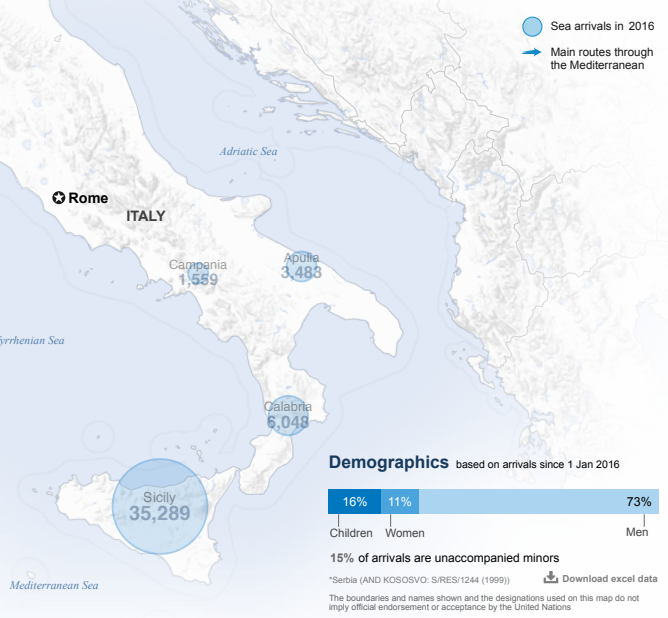 Sea arrivals in 2016
Main routes through
the Mediterranean
Adriatic Sea
Rome
ITALY
Campania
1,559
Apulia
3,483
yrrhenian Sea
Calabria
6,048
Sicily
35,289
Mediterranean Sea
Demographics based on arrivals since 1 Jan 2016
16% 11% 73%
Children Women Men
15% of arrivals are unaccompanied minors
*Serbia (AND KOSOSVO: S/RES/1244 (1999))
Download excel data
The boundaries and names shown and the designations used on this map do not
imply official endorsement or acceptance by the United Nations